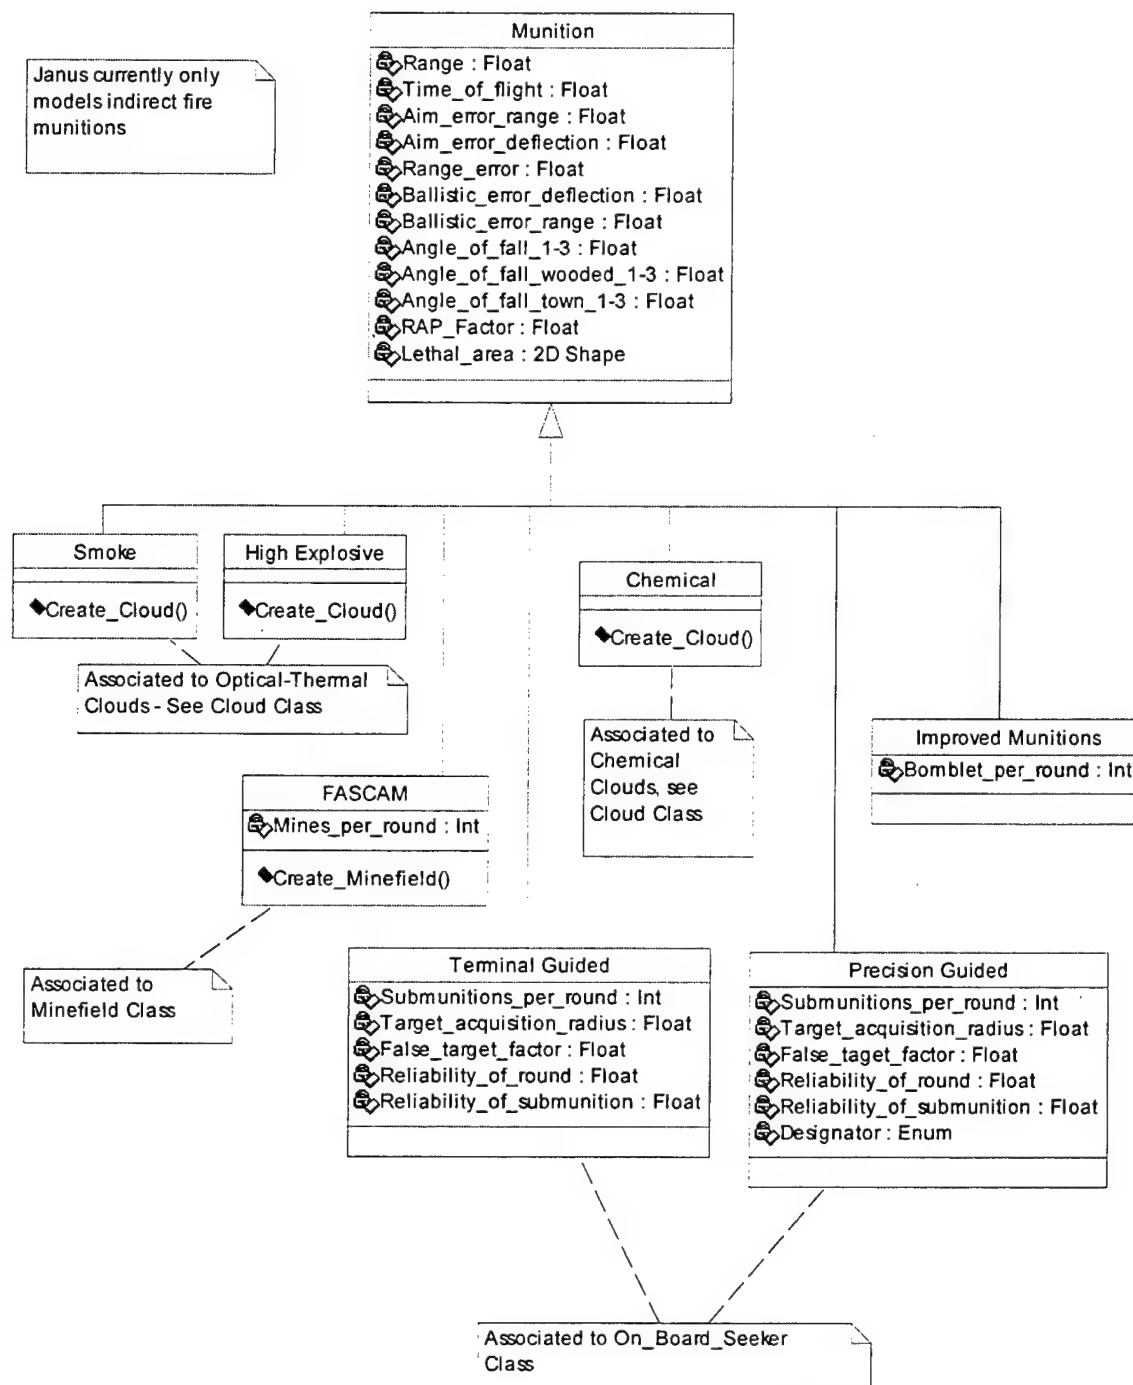 Munition
Range : Float
Time_of_flight : Float
Aim_error_range : Float
Aim_error_deflection : Float
Range_error : Float
Ballistic_error_deflection : Float
Ballistic_error_range : Float
Angle_of_fall_1-3 : Float
Angle_of_fall_wooded_1-3 : Float
Angle_of_fall_town_1-3 : Float
RAP_Factor : Float
Lethal_area : 2D Shape
Janus currently only
models indirect fire
munitions
Smoke
Create_Cloud()
High Explosive
Create_Cloud()
Chemical
Create_Cloud()
Associated to Optical-Thermal
Clouds - See Cloud Class
Associated to
Chemical
Clouds, see
Cloud Class
Improved Munitions
Bomblet_per_round : Int
FASCAM
Mines_per_round : Int
Create_Minefield()
Associated to
Minefield Class
Terminal Guided
Submunitions_per_round : Int
Target_acquisition_radius : Float
False_target_factor : Float
Reliability_of_round : Float
Reliability_of_submunition : Float
Precision Guided
Submunitions_per_round : Int
Target_acquisition_radius : Float
False_taget_factor : Float
Reliability_of_round : Float
Reliability_of_submunition : Float
Designator : Enum
Associated to On_Board_Seeker
Class